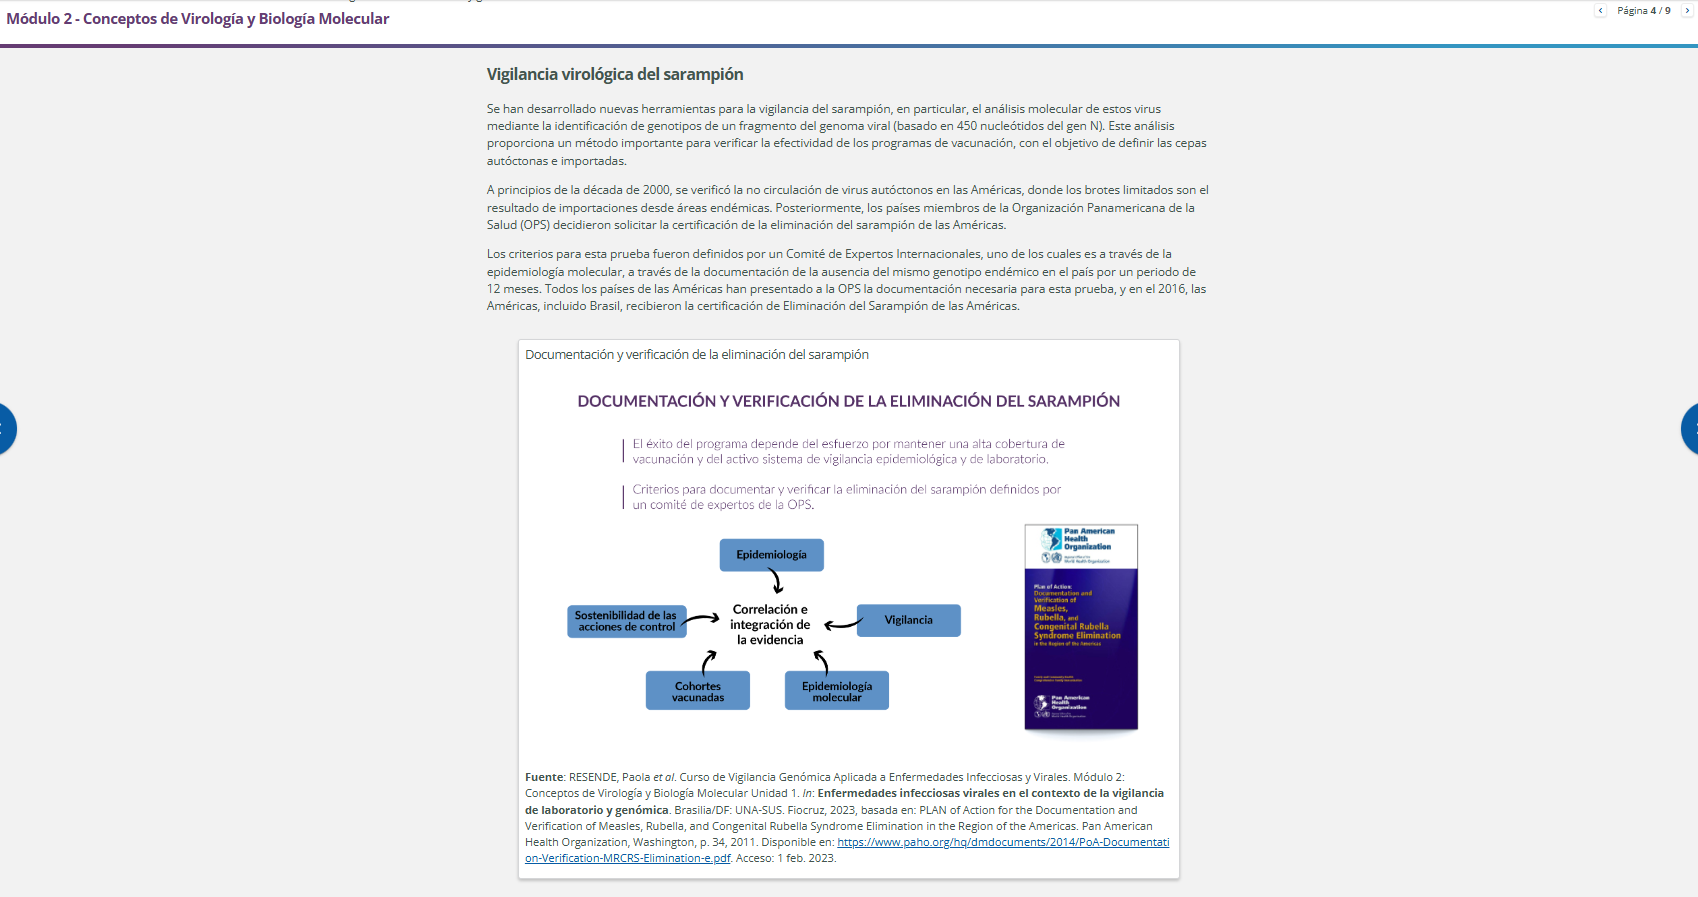 Módulo 2 - Conceptos de Virología y Biología Molecular
Página 4 / 9
Vigilancia virológica del sarampión
Se han desarrollado nuevas herramientas para la vigilancia del sarampión, en particular, el análisis molecular de estos virus
mediante la identificación de genotipos de un fragmento del genoma viral (basado en 450 nucleótidos del gen N). Este análisis
proporciona un método importante para verificar la efectividad de los programas de vacunación, con el objetivo de definir las cepas
autóctonas e importadas.
A principios de la década de 2000, se verificó la no circulación de virus autóctonos en las Américas, donde los brotes limitados son el
resultado de importaciones desde áreas endémicas. Posteriormente, los países miembros de la Organización Panamericana de la
Salud (OPS) decidieron solicitar la certificación de la eliminación del sarampión de las Américas.
Los criterios para esta prueba fueron definidos por un Comité de Expertos Internacionales, uno de los cuales es a través de la
epidemiología molecular, a través de la documentación de la ausencia del mismo genotipo endémico en el país por un periodo de
12 meses. Todos los países de las Américas han presentado a la OPS la documentación necesaria para esta prueba, y en el 2016, las
Américas, incluido Brasil, recibieron la certificación de Eliminación del Sarampión de las Américas.
Documentación y verificación de la eliminación del sarampión
DOCUMENTACIÓN Y VERIFICACIÓN DE LA ELIMINACIÓN DEL SARAMPIÓN
El éxito del programa depende del esfuerzo por mantener una alta cobertura de
vacunación y del activo sistema de vigilancia epidemiológica y de laboratorio.
Criterios para documentar y verificar la eliminación del sarampión definidos por
un comité de expertos de la OPS.
Epidemiología
Sostenibilidad de las
acciones de control
Correlación e
integración de
la evidencia
Vigilancia
Cohortes
vacunadas
Epidemiología
molecular
Pan American
Health
Organization
Plan of Action:
Documentation and
Verification of
Measles,
Rubella, and
Congenital Rubella
Syndrome Elimination
in the Region of the Americas
Pan American
Health
Organization
Fuente: RESENDE, Paola et al. Curso de Vigilancia Genómica Aplicada a Enfermedades Infecciosas y Virales. Módulo 2:
Conceptos de Virología y Biología Molecular Unidad 1. In: Enfermedades infecciosas virales en el contexto de la vigilancia
de laboratorio y genómica. Brasilia/DF: UNA-SUS. Fiocruz, 2023, basada en: PLAN of Action for the Documentation and
Verification of Measles, Rubella, and Congenital Rubella Syndrome Elimination in the Region of the Americas. Pan American
Health Organization, Washington, p. 34, 2011. Disponible en: https://www.paho.org/hq/dmdocuments/2014/PoA-Documentati
on-Verification-MRCRS-Elimination-e.pdf. Acceso: 1 feb. 2023.